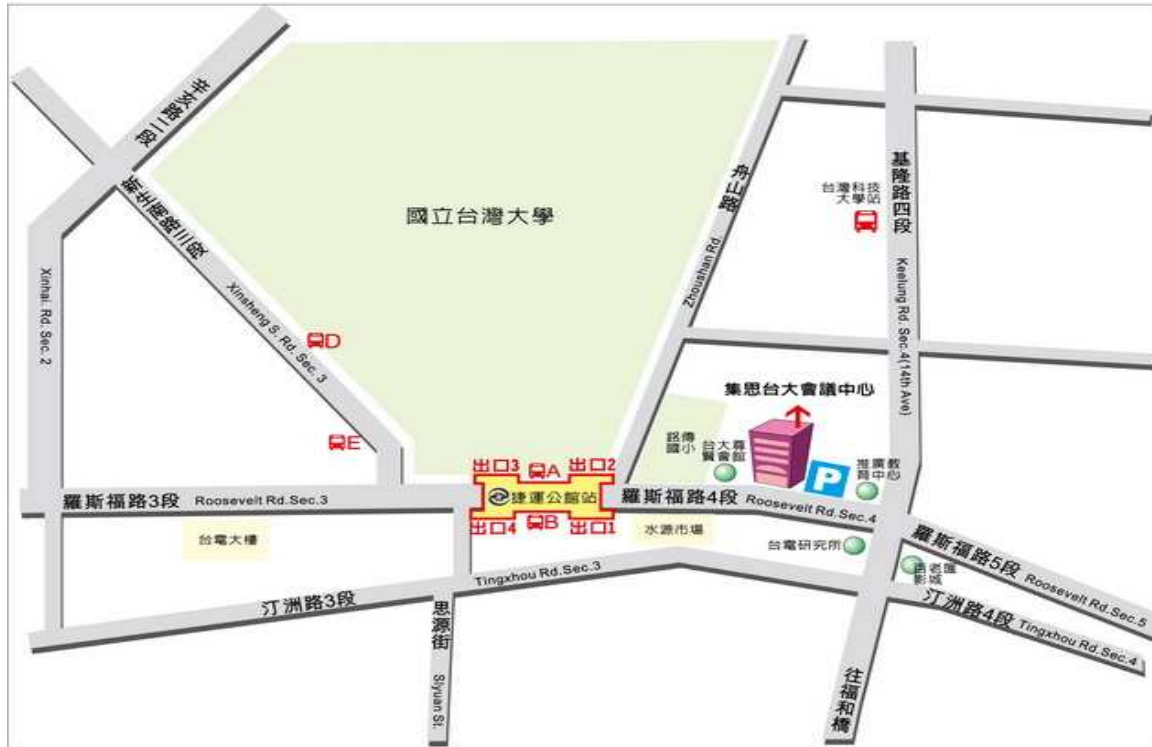 辛亥路二段
新生南路三段
國立台灣大學
舟山路
基隆路四段
台灣科技
大學站
Xinhai. Rd. Sec. 2
Xinsheng S. Rd. Sec. 3
Zhoushan Rd.
Keelung Rd. Sec.4(14th Ave)
D
E
集思台大會議中心
銘傳
國小
台大尊
賢會館
P
推廣教
育中心
出口3
A
出口2
捷運公館站
出口4
B
出口1
羅斯福路3段
Roosevelt Rd.Sec.3
羅斯福路4段
Roosevelt Rd.Sec.4
台電大樓
水源市場
台電研究所
羅斯福路5段
Roosevelt Rd.Sec.5
影城
汀洲路3段
Tingxhou Rd.Sec.3
汀洲路4段
Tingxhou Rd.Sec.4
思源街
Siyuan St.
往福和橋